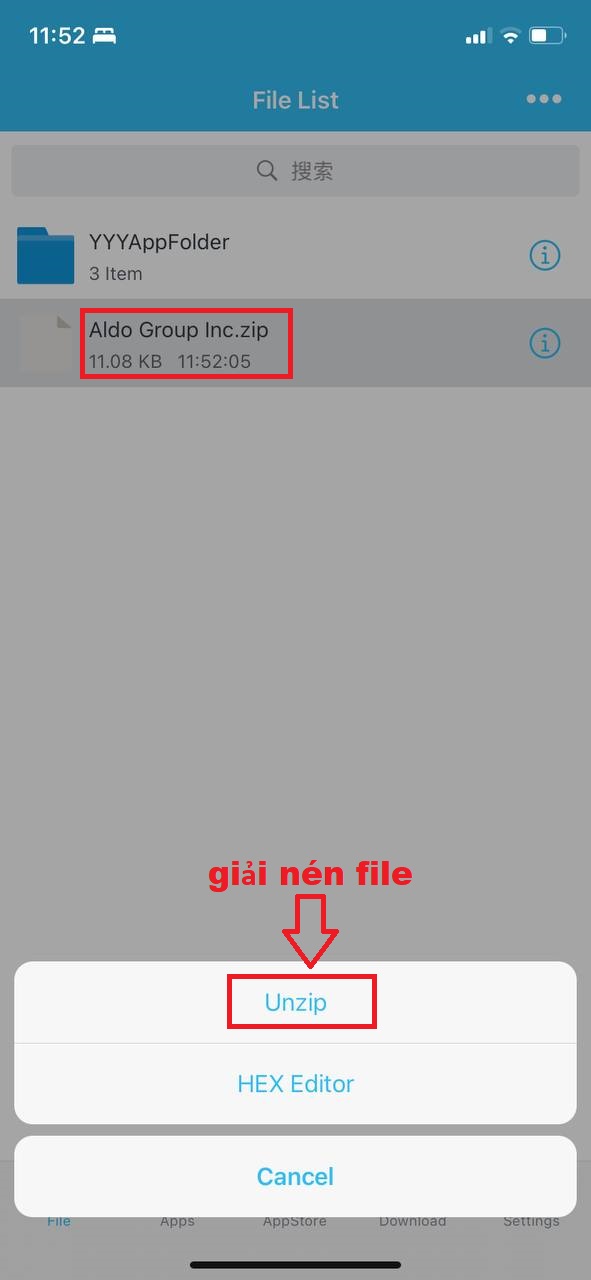 11:52
File List
搜索
YYYAppFolder
3 Item
Aldo Group Inc.zip
11.08 KB 11:52:05
giải nén file
Unzip
HEX Editor
Cancel
File Apps AppStore Download Settings